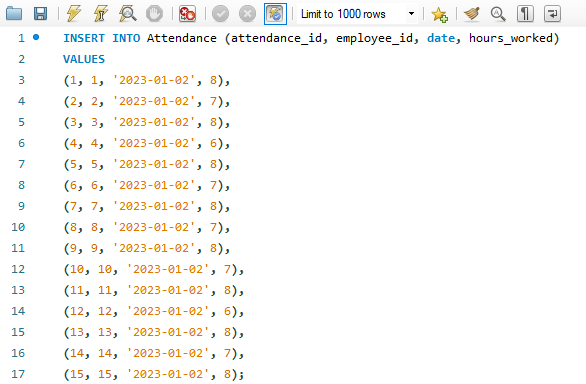 Limit to 1000 rows
1 INSERT INTO Attendance (attendance_id, employee_id, date, hours_worked)
2 VALUES
3 (1, 1, '2023-01-02', 8),
4 (2, 2, '2023-01-02', 7),
5 (3, 3, '2023-01-02', 8),
6 (4, 4, '2023-01-02', 6),
7 (5, 5, '2023-01-02', 8),
8 (6, 6, '2023-01-02', 7),
9 (7, 7, '2023-01-02', 8),
10 (8, 8, '2023-01-02', 7),
11 (9, 9, '2023-01-02', 8),
12 (10, 10, '2023-01-02', 7),
13 (11, 11, '2023-01-02', 8),
14 (12, 12, '2023-01-02', 6),
15 (13, 13, '2023-01-02', 8),
16 (14, 14, '2023-01-02', 7),
17 (15, 15, '2023-01-02', 8);